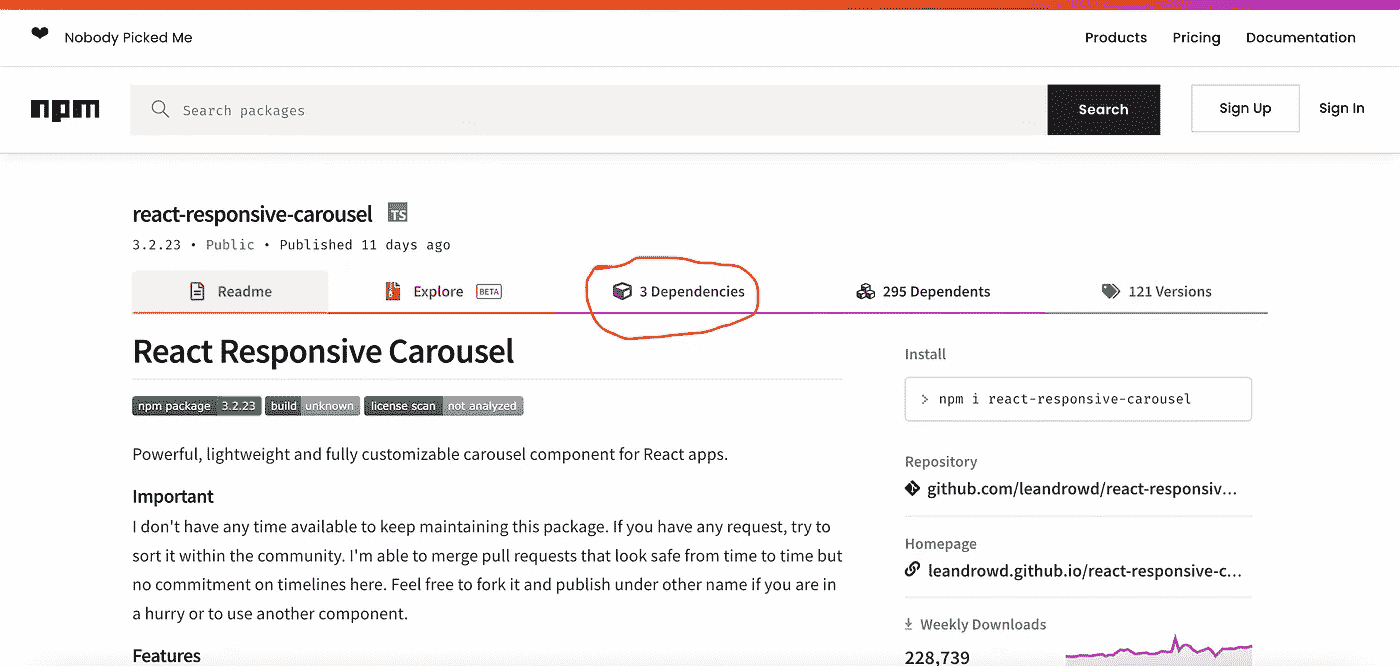 Nobody Picked Me
Products Pricing Documentation
npm
Search packages
Search
Sign Up
Sign In
react-responsive-carousel TS
3.2.23 • Public • Published 11 days ago
Readme
Explore BETA
3 Dependencies
295 Dependents
121 Versions
React Responsive Carousel
npm package 3.2.23 build unknown license scan not analyzed
Powerful, lightweight and fully customizable carousel component for React apps.
Important
I don't have any time available to keep maintaining this package. If you have any request, try to
sort it within the community. I'm able to merge pull requests that look safe from time to time but
no commitment on timelines here. Feel free to fork it and publish under other name if you are in
a hurry or to use another component.
Features
Install
> npm i react-responsive-carousel
Repository
github.com/leandrowd/react-responsiv...
Homepage
leandrowd.github.io/react-responsive-c...
Weekly Downloads
228,739